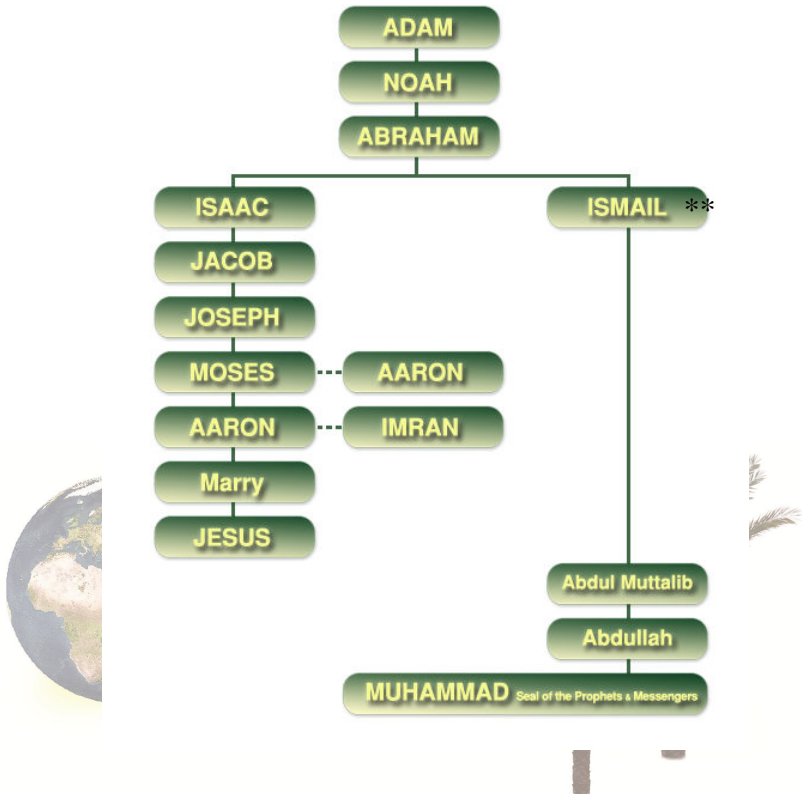 ADAM
NOAH
ABRAHAM
ISAAC
ISMAIL **
JACOB
JOSEPH
MOSES
AARON
AARON
IMRAN
Marry
JESUS
Abdul Muttalib
Abdullah
MUHAMMAD Seal of the Prophets & Messengers